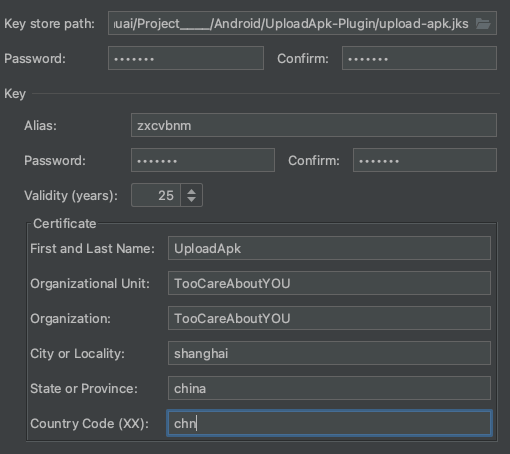 Key store path: uai/Project_____/Android/UploadApk-Plugin/upload-apk.jks
Password: ••••••• Confirm: •••••••
Key
Alias: zxcvbnm
Password: ••••••• Confirm: •••••••
Validity (years): 25
Certificate
First and Last Name: UploadApk
Organizational Unit: TooCareAboutYOU
Organization: TooCareAboutYOU
City or Locality: shanghai
State or Province: china
Country Code (XX): chn